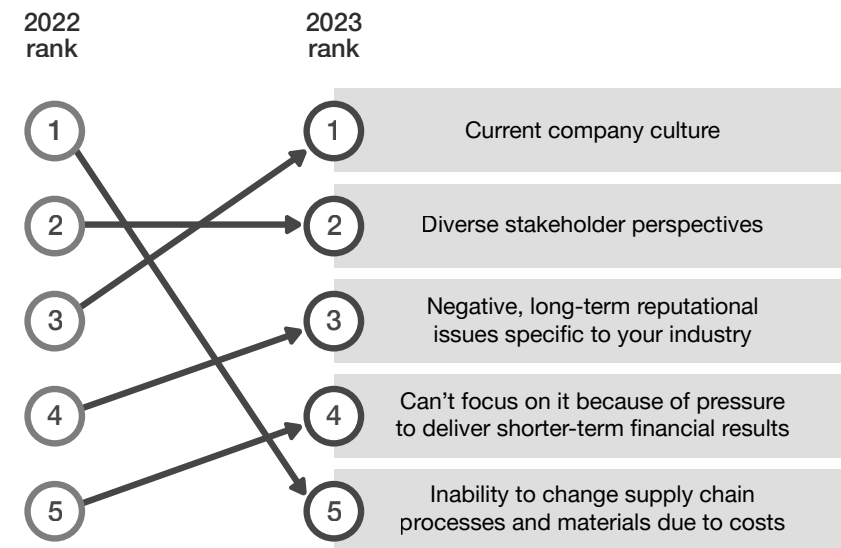 2022
rank
2023
rank
1
1
Current company culture
2
2
Diverse stakeholder perspectives
3
3
Negative, long-term reputational
issues specific to your industry
4
4
Can’t focus on it because of pressure
to deliver shorter-term financial results
5
5
Inability to change supply chain
processes and materials due to costs